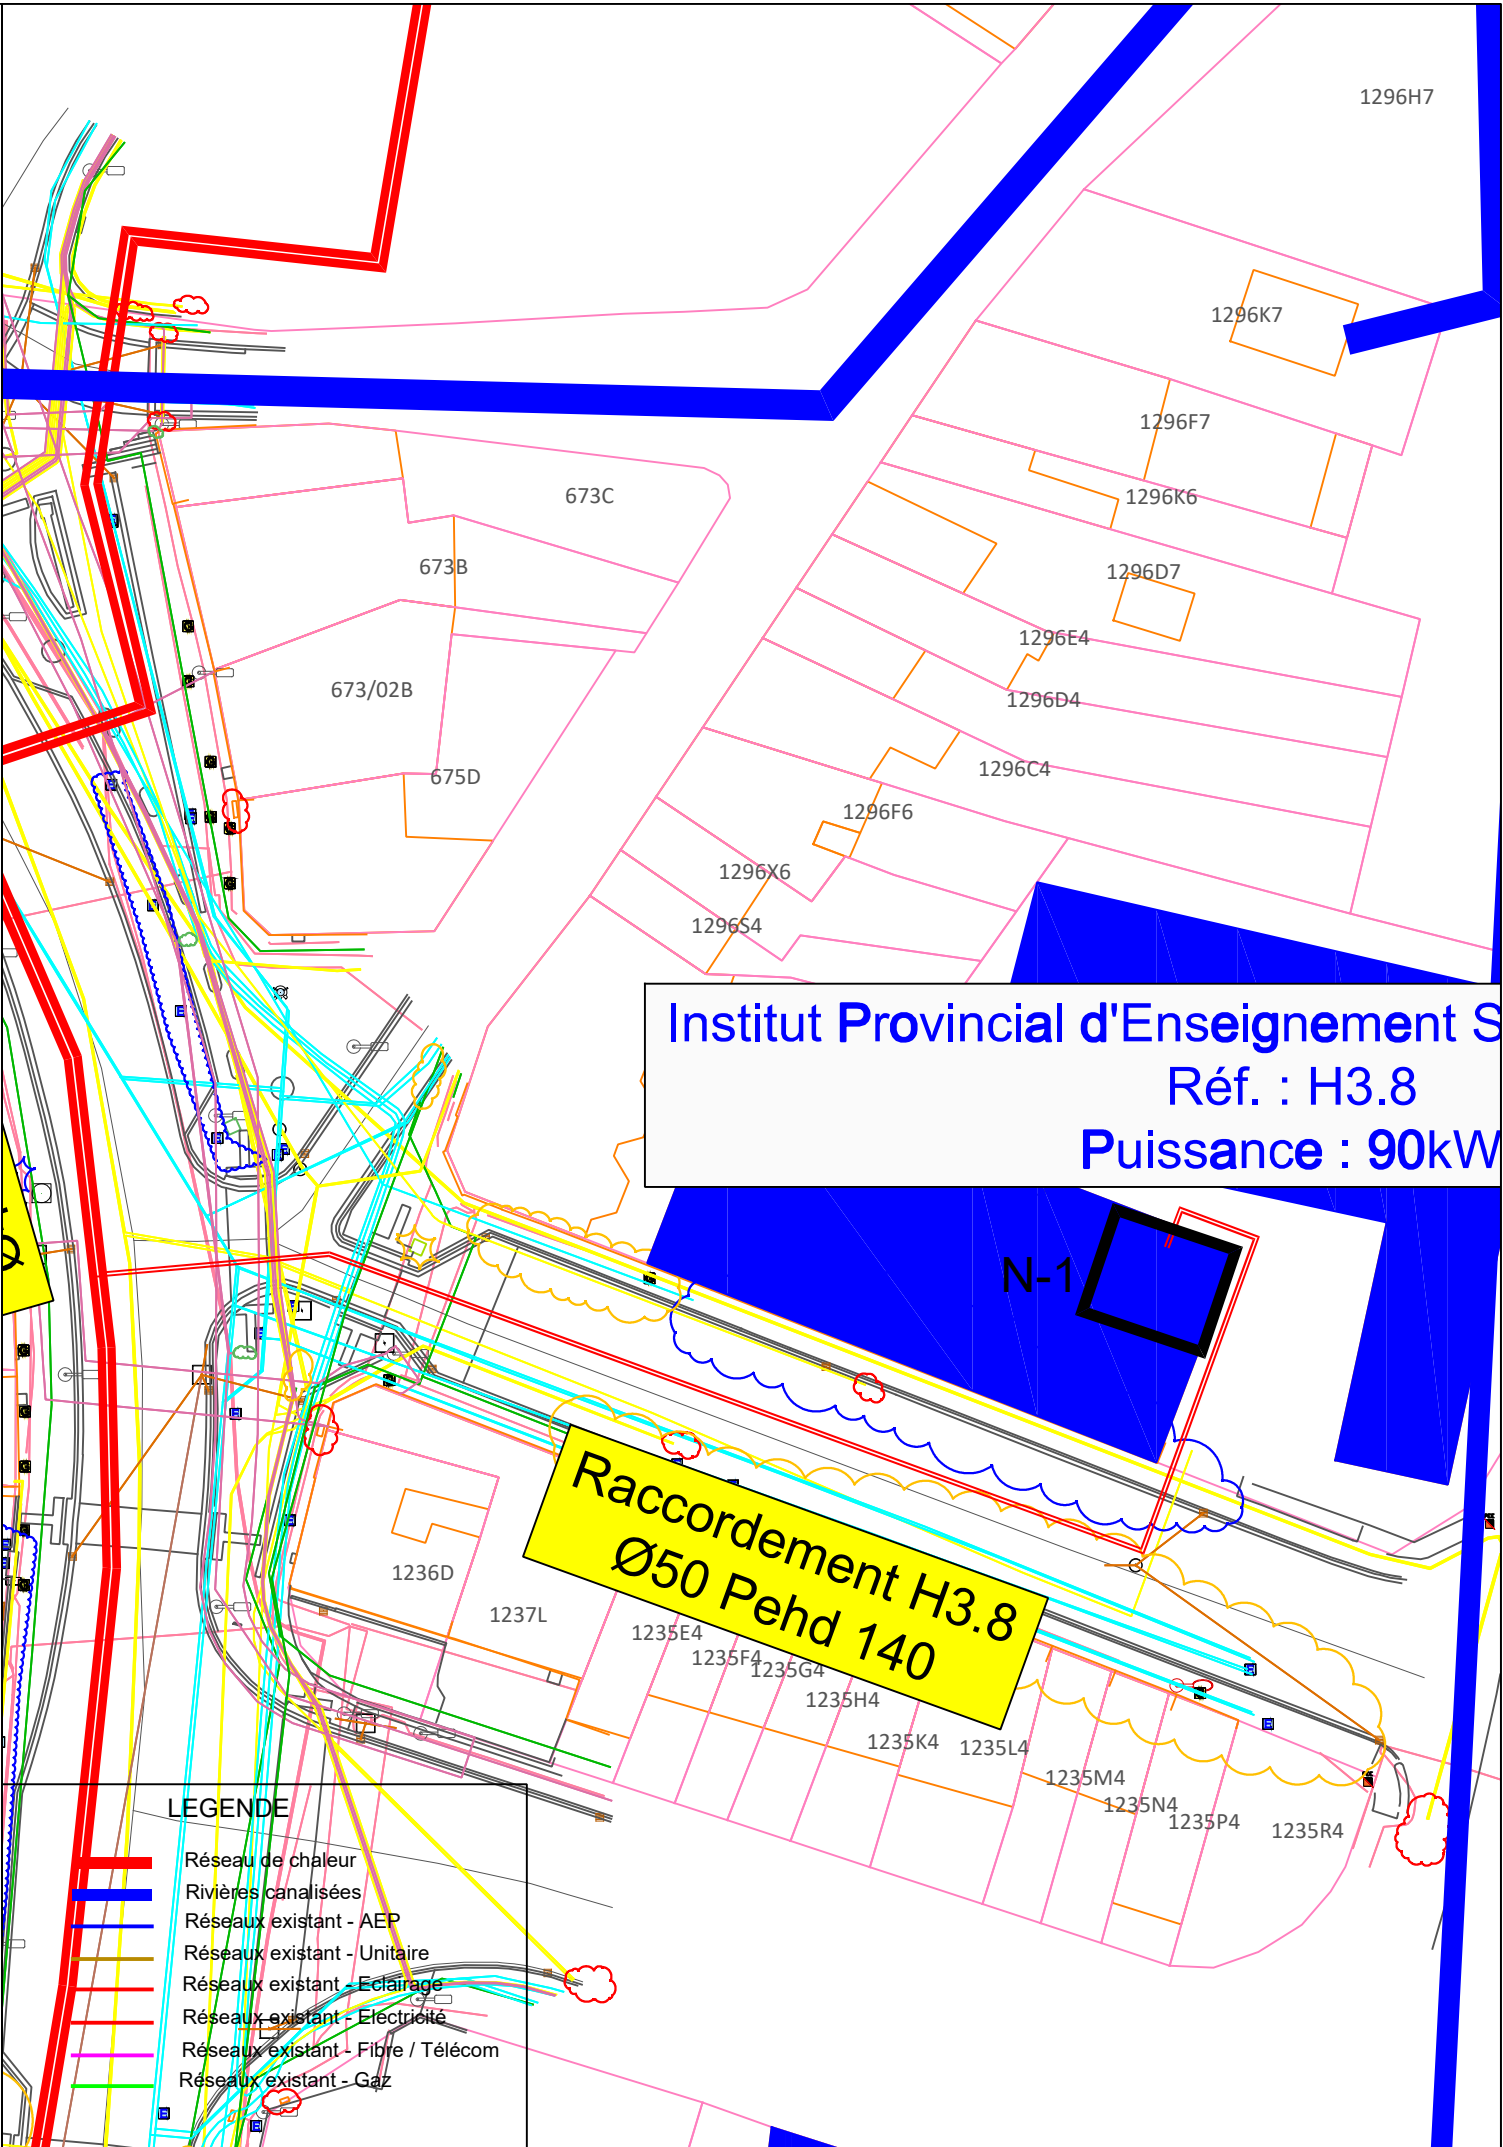 1296H7
1296K7
1296F7
673C
1296K6
673B
1296D7
1296E4
673/02B
1296D4
675D
1296C4
1296F6
1296X6
1296S4
Institut Provincial d'Enseignement S
Réf. : H3.8
Puissance : 90kW
N-1
Raccordement H3.8
Ø50 Pehd 140
1236D
1237L
1235E4
1235F4
1235G4
1235H4
1235K4
1235L4
1235M4
1235N4
1235P4
1235R4
LEGENDE
Réseau de chaleur
Rivières canalisées
Réseaux existant - AEP
Réseaux existant - Unitaire
Réseaux existant - Eclairage
Réseaux existant - Electricité
Réseaux existant - Fibre / Télécom
Réseaux existant - Gaz